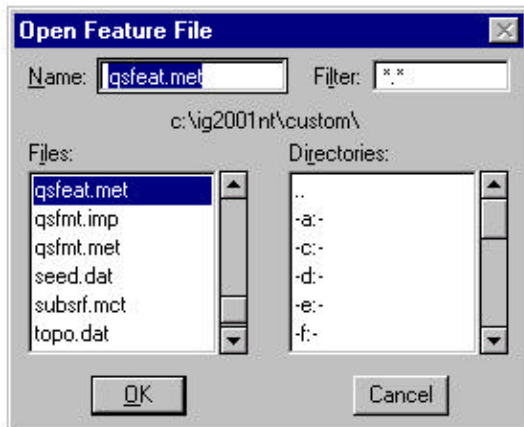 Open Feature File
Name: qsfeat.met Filter: *.*
c:\ig2001nt\custom\
Files:
qsfeat.met
qsfmt.imp
qsfmt.met
seed.dat
subsrf.mct
topo.dat
Directories:
..
-a:-
-c:-
-d:-
-e:-
-f:-
OK Cancel